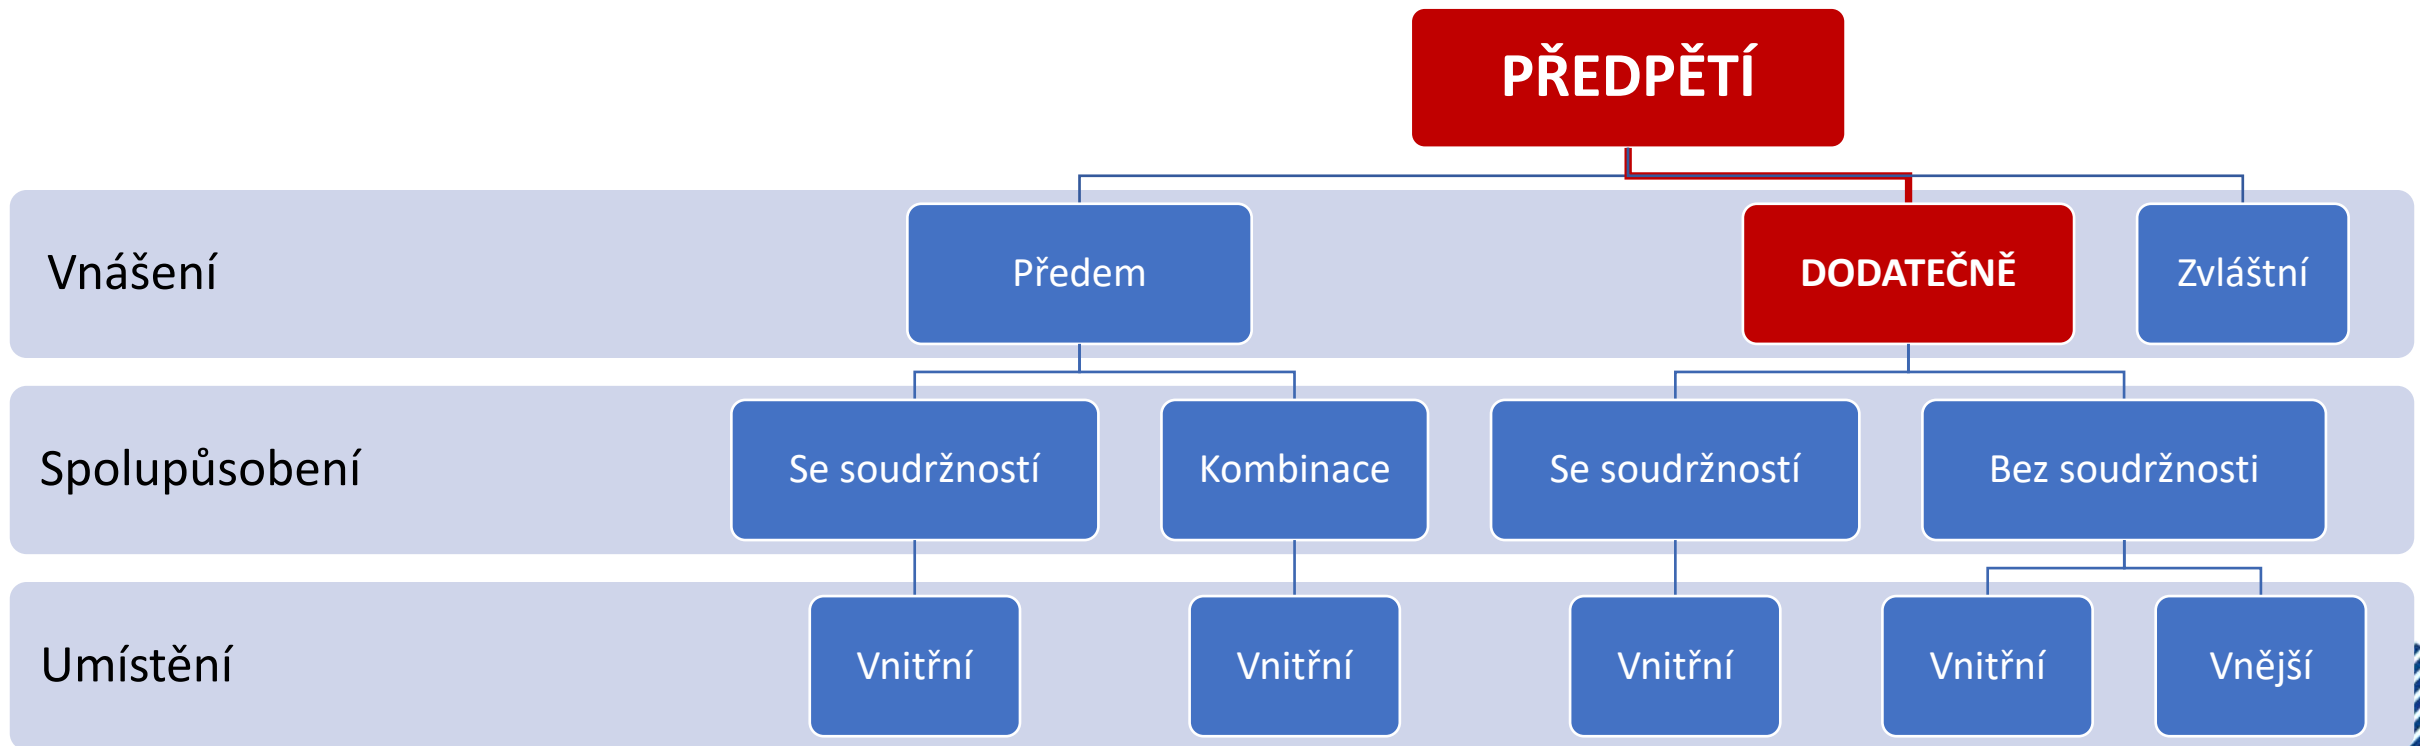 PŘEDPĚTÍ
Vnášení
Předem
DODATEČNĚ
Zvláštní
Spolupůsobení
Se soudržností
Kombinace
Se soudržností
Bez soudržnosti
Umístění
Vnitřní
Vnitřní
Vnitřní
Vnitřní
Vnější